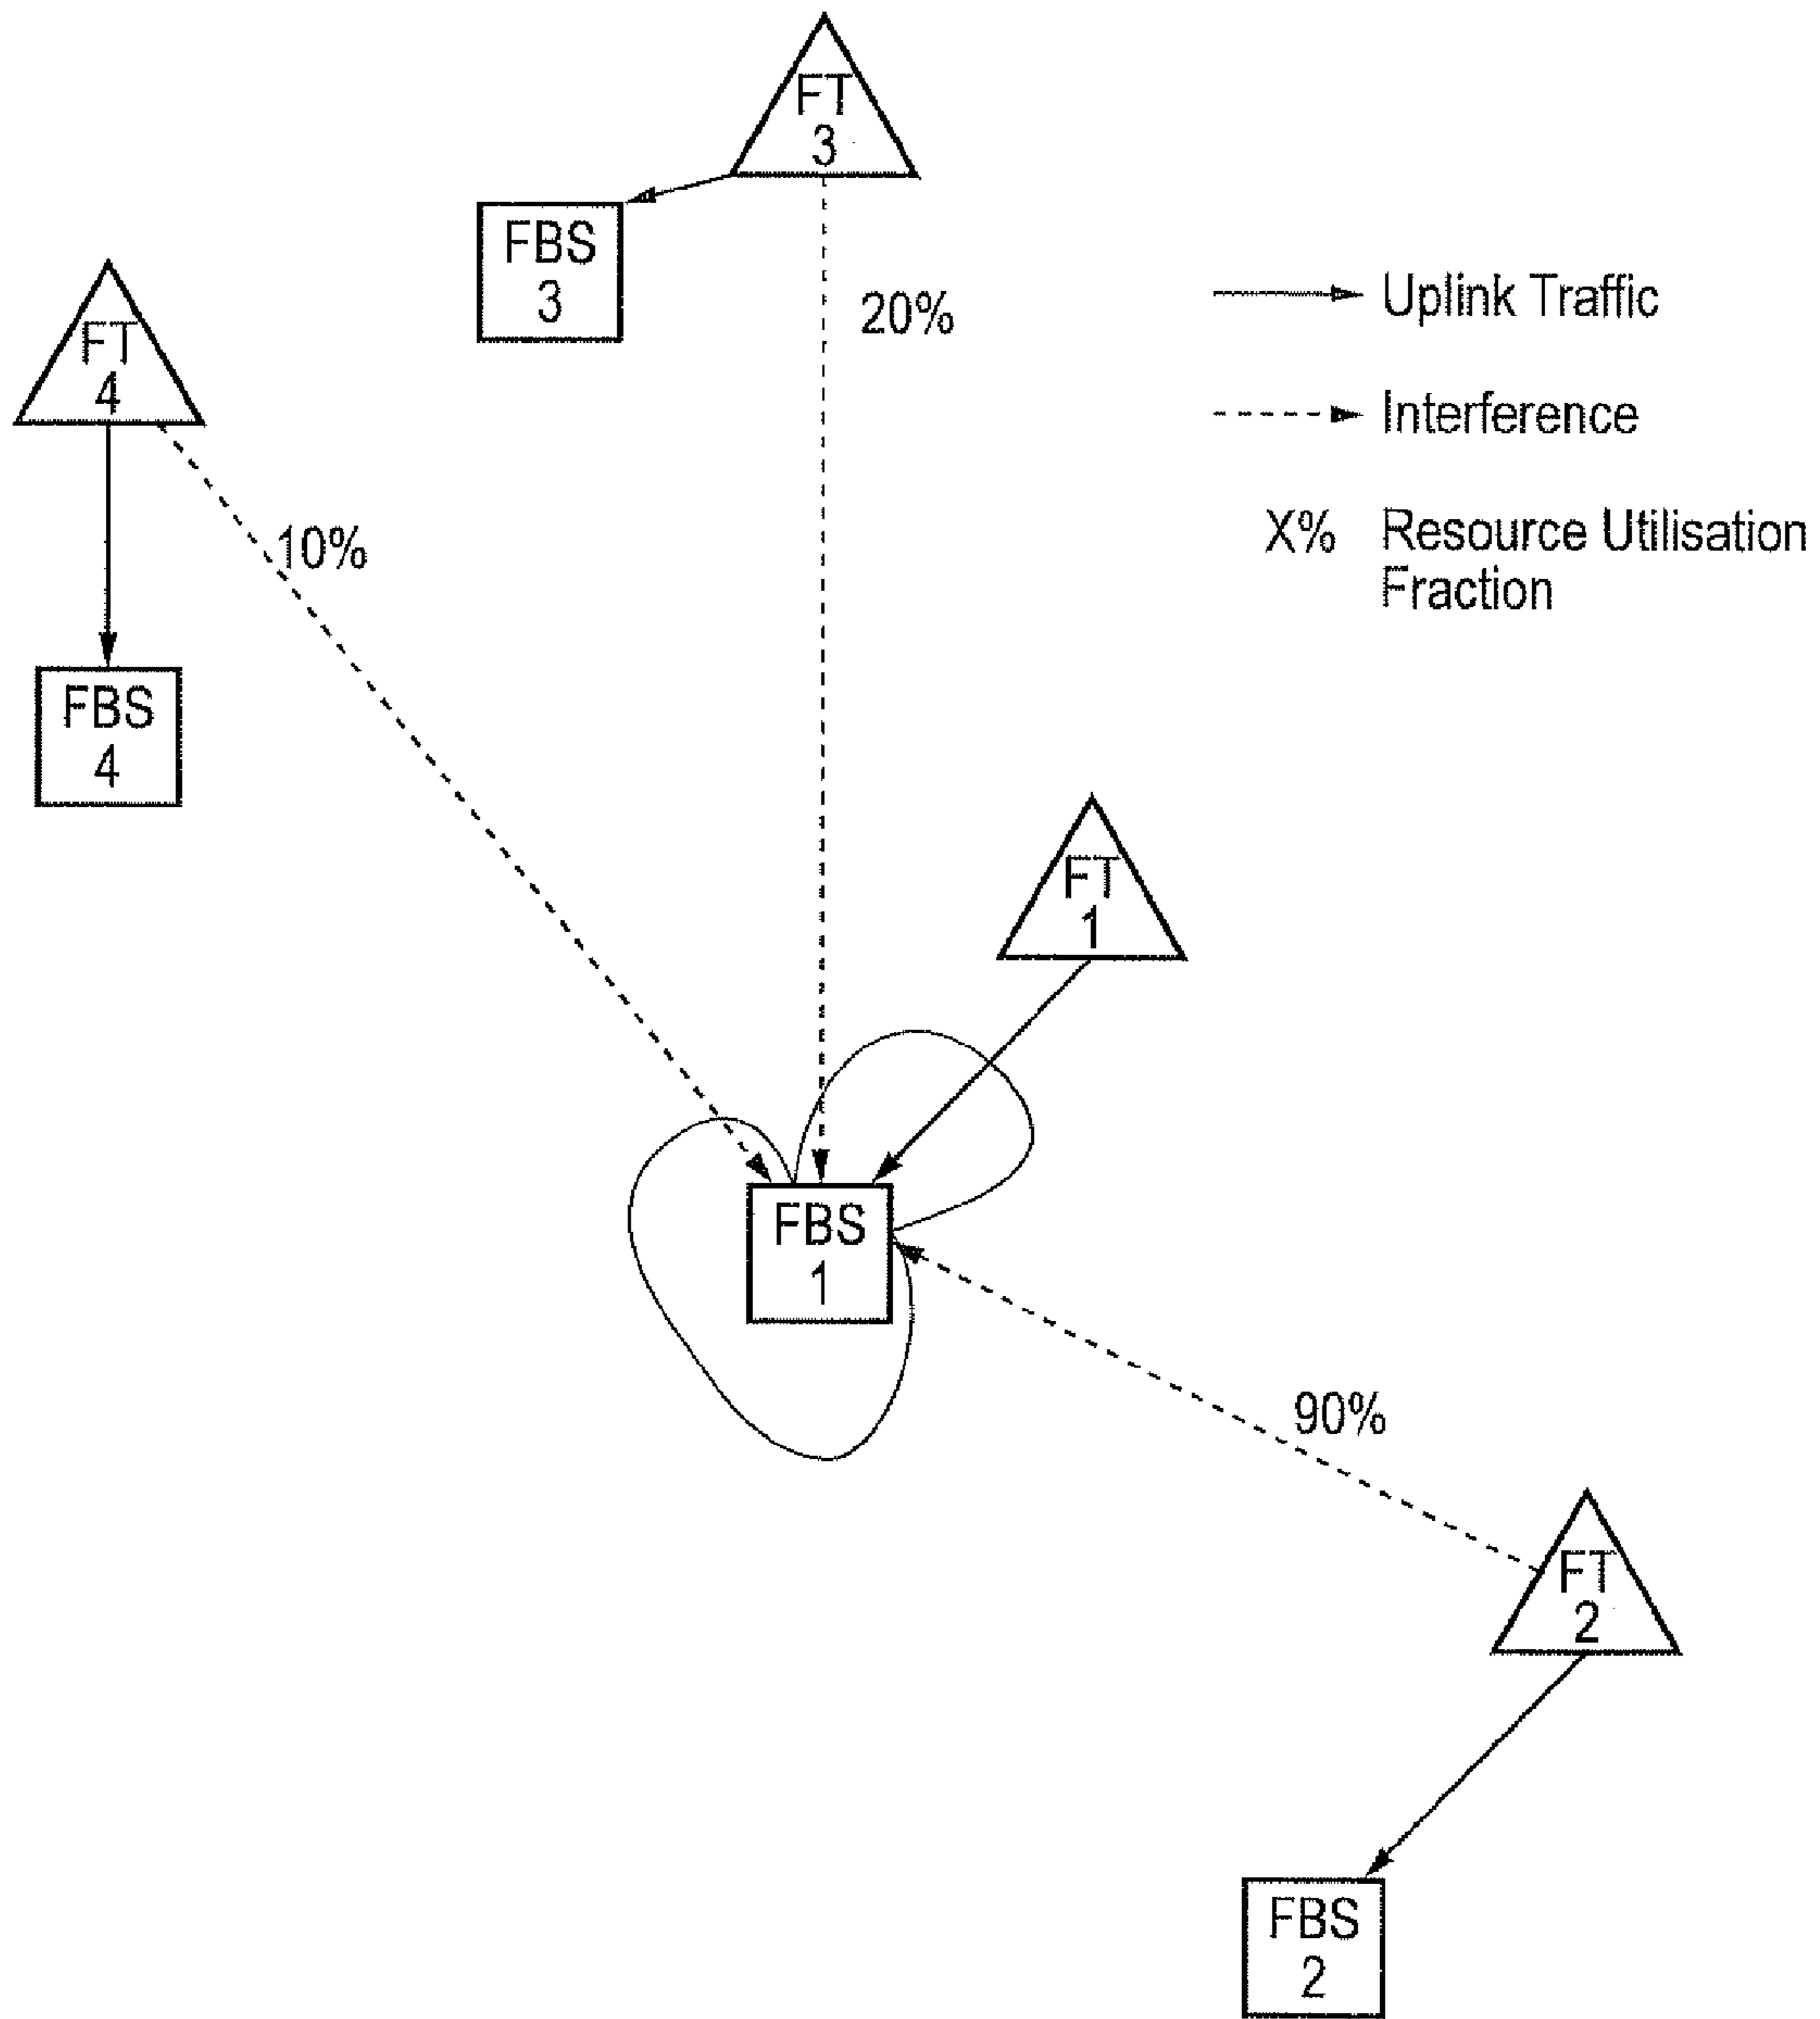 FT
3
FBS
3
20%
Uplink Traffic
FT
4
Interference
10%
X% Resource Utilisation
Fraction
FBS
4
FT
1
FBS
1
90%
FT
2
FBS
2